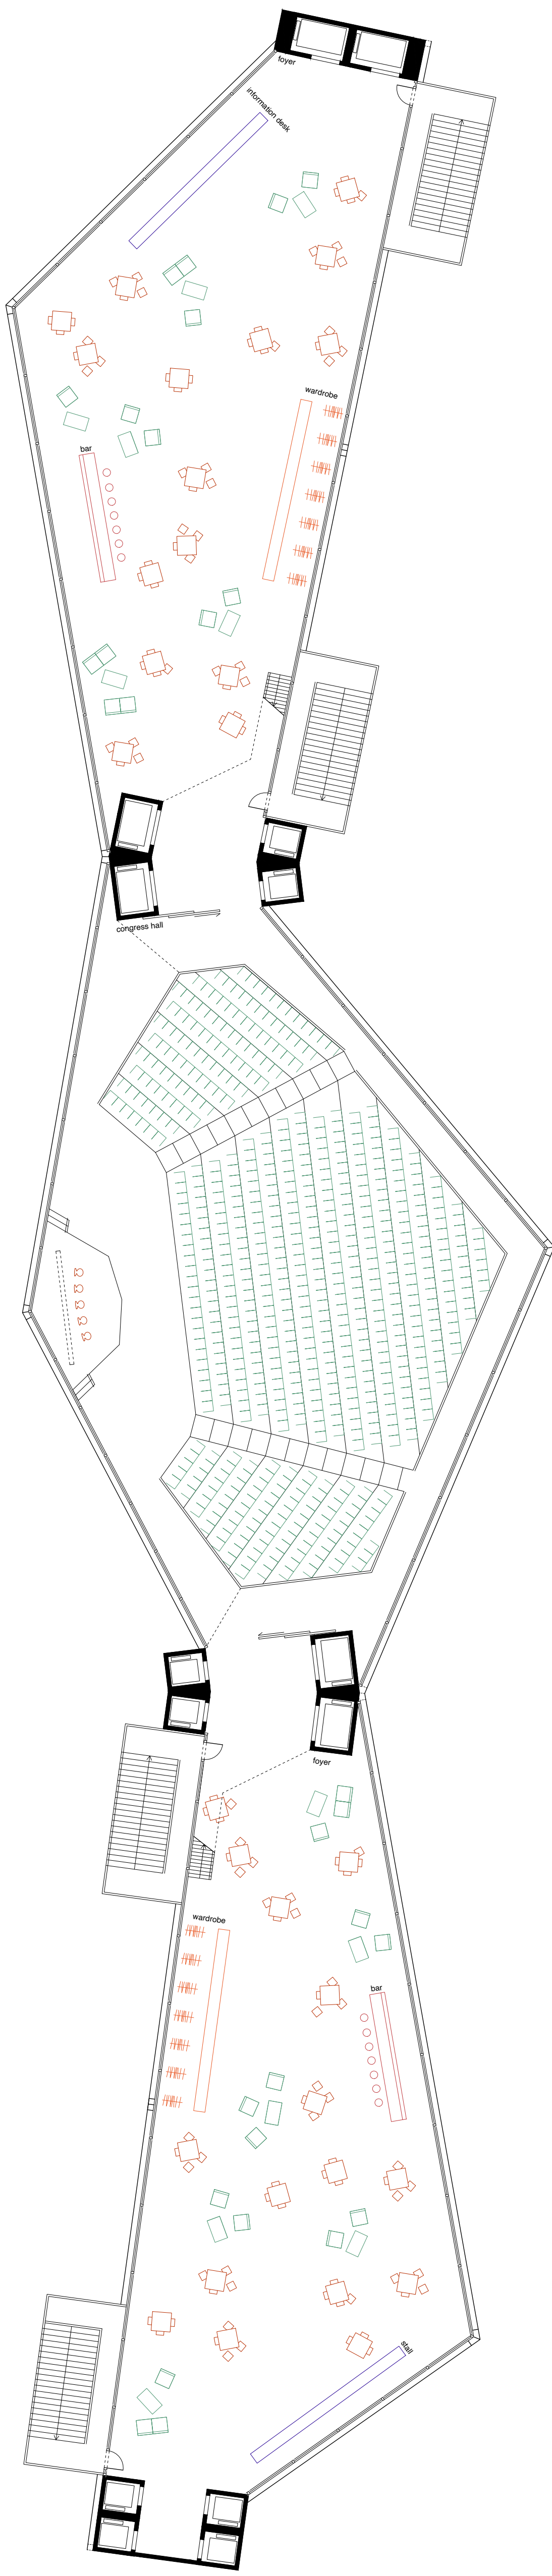 foyer
information desk
wardrobe
bar
congress hall
foyer
wardrobe
bar
stall